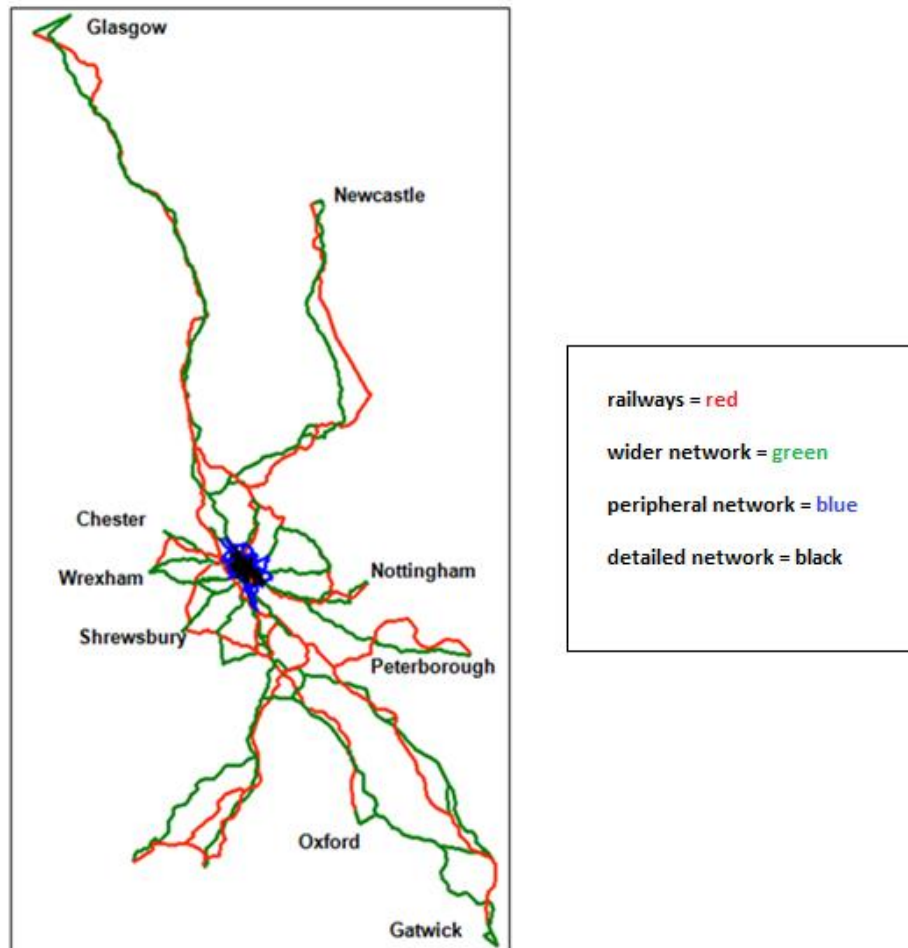 Glasgow
Newcastle
railways = red
wider network = green
peripheral network = blue
detailed network = black
Chester
Wrexham
Nottingham
Shrewsbury
Peterborough
Oxford
Gatwick